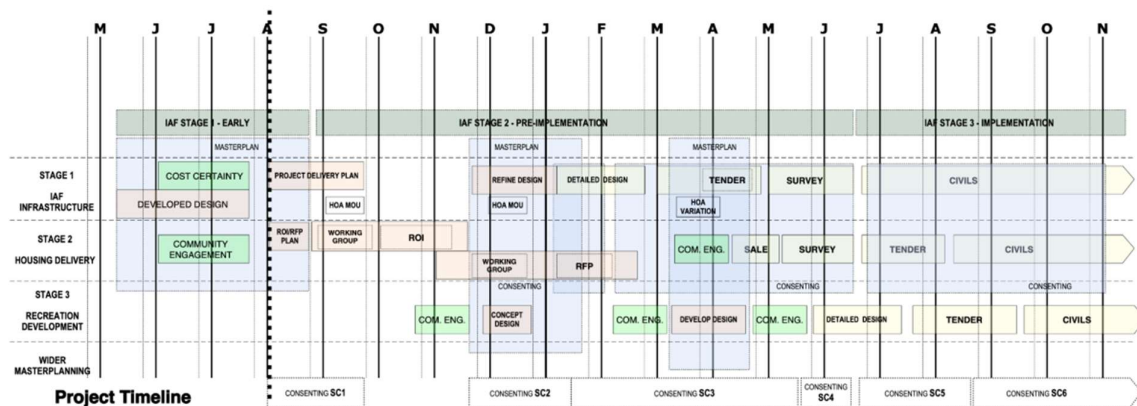 M J J A S O N D J F M A M J J A S O N
IAF STAGE 1 - EARLY
IAF STAGE 2 - PRE-IMPLEMENTATION
IAF STAGE 3 - IMPLEMENTATION
MASTERPLAN
MASTERPLAN
MASTERPLAN
STAGE 1
COST CERTAINTY
PROJECT DELIVERY PLAN
REFINE DESIGN
DETAILED DESIGN
TENDER
SURVEY
CIVILS
IAF
INFRASTRUCTURE
DEVELOPED DESIGN
HOA MOU
HOA MOU
HOA
VARIATION
STAGE 2
HOUSING DELIVERY
COMMUNITY
ENGAGEMENT
ROI/RFP
PLAN
WORKING
GROUP
ROI
WORKING
GROUP
RFP
COM. ENG.
SALE
SURVEY
TENDER
CIVILS
CONSENTING
CONSENTING
CONSENTING
STAGE 3
RECREATION
DEVELOPMENT
COM. ENG.
CONCEPT
DESIGN
COM. ENG.
DEVELOP DESIGN
COM. ENG.
DETAILED DESIGN
TENDER
CIVILS
WIDER
MASTERPLANNING
Project Timeline
CONSENTING SC1
CONSENTING SC2
CONSENTING SC3
CONSENTING
SC4
CONSENTING SC5
CONSENTING SC6